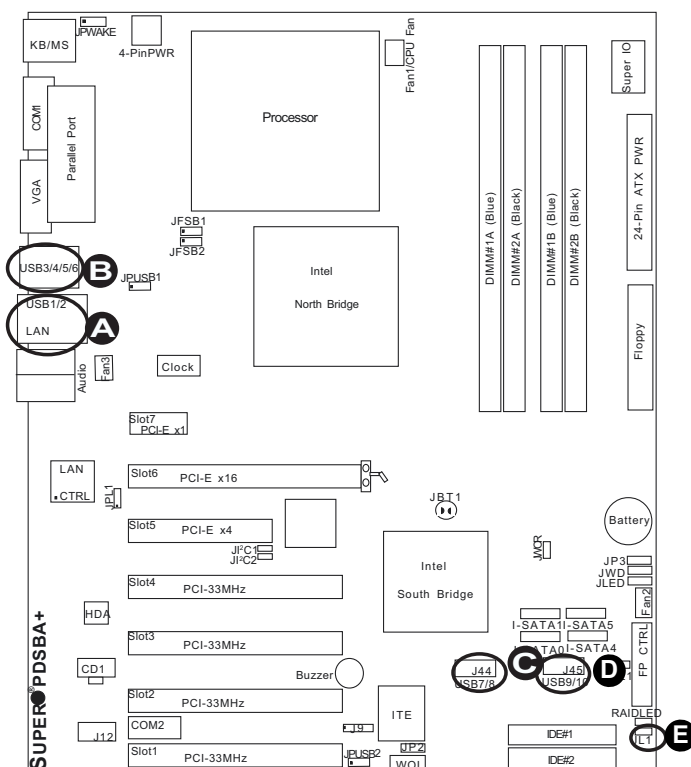 KB/MS
JPWAKE
4-PinPWR
Fan1/CPU Fan
Super IO
COM1
Parallel Port
VGA
Processor
24-Pin ATX PWR
DIMM#1A (Blue)
DIMM#2A (Black)
DIMM#1B (Blue)
DIMM#2B (Black)
JFSB1
JFSB2
USB3/4/5/6
B
JPUSB1
Intel
North Bridge
USB1/2
LAN
A
Floppy
Audio
Fan3
Clock
Slot7
PCI-E x1
LAN
CTRL
JPL1
Slot6
PCI-E x16
JBT1
Slot5
PCI-E x4
Battery
JI²C1
JI²C2
Intel
South Bridge
JWOR
JP3
JWD
JLED
Slot4
PCI-33MHz
Fan2
HDA
I-SATA1
I-SATA5
I-SATA0
I-SATA4
FP CTRL
Slot3
PCI-33MHz
CD1
Buzzer
J44
USB7/8
C
J45
USB9/10
D
Slot2
PCI-33MHz
ITE
RAIDLED
COM2
J12
J9
JL1
E
IDE#1
JP2
Slot1
PCI-33MHz
JPUSB2
WOL
IDE#2
SUPER® PDSBA+